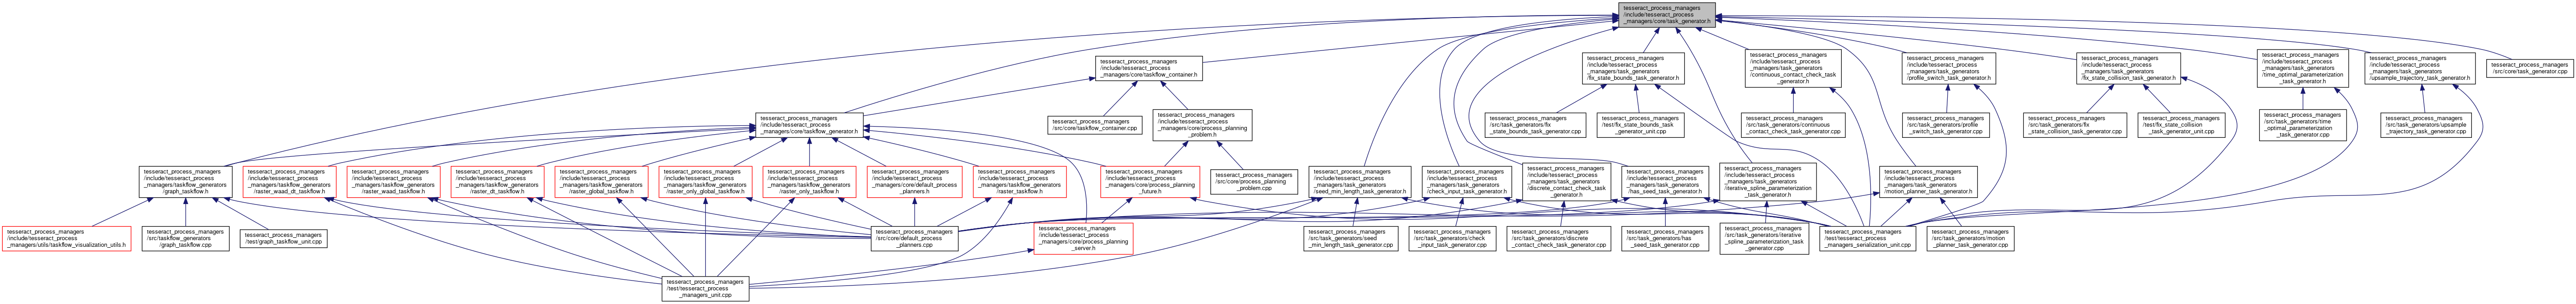 tesseract_process_managers
/include/tesseract_process
_managers/core/task_generator.h
tesseract_process_managers
/include/tesseract_process
_managers/core/taskflow_container.h
tesseract_process_managers
/include/tesseract_process
_managers/task_generators
/fix_state_bounds_task_generator.h
tesseract_process_managers
/include/tesseract_process
_managers/task_generators
/continuous_contact_check_task
_generator.h
tesseract_process_managers
/include/tesseract_process
_managers/task_generators
/profile_switch_task_generator.h
tesseract_process_managers
/include/tesseract_process
_managers/task_generators
/fix_state_collision_task_generator.h
tesseract_process_managers
/include/tesseract_process
_managers/task_generators
/time_optimal_parameterization
_task_generator.h
tesseract_process_managers
/include/tesseract_process
_managers/task_generators
/upsample_trajectory_task_generator.h
tesseract_process_managers
/src/core/task_generator.cpp
tesseract_process_managers
/include/tesseract_process
_managers/core/taskflow_generator.h
tesseract_process_managers
/src/core/taskflow_container.cpp
tesseract_process_managers
/include/tesseract_process
_managers/core/process_planning
_problem.h
tesseract_process_managers
/src/task_generators/fix
_state_bounds_task_generator.cpp
tesseract_process_managers
/test/fix_state_bounds_task
_generator_unit.cpp
tesseract_process_managers
/src/task_generators/continuous
_contact_check_task_generator.cpp
tesseract_process_managers
/src/task_generators/profile
_switch_task_generator.cpp
tesseract_process_managers
/src/task_generators/fix
_state_collision_task_generator.cpp
tesseract_process_managers
/test/fix_state_collision
_task_generator_unit.cpp
tesseract_process_managers
/src/task_generators/time
_optimal_parameterization
_task_generator.cpp
tesseract_process_managers
/src/task_generators/upsample
_trajectory_task_generator.cpp
tesseract_process_managers
/include/tesseract_process
_managers/taskflow_generators
/graph_taskflow.h
tesseract_process_managers
/include/tesseract_process
_managers/taskflow_generators
/raster_waad_dt_taskflow.h
tesseract_process_managers
/include/tesseract_process
_managers/taskflow_generators
/raster_waad_taskflow.h
tesseract_process_managers
/include/tesseract_process
_managers/taskflow_generators
/raster_dt_taskflow.h
tesseract_process_managers
/include/tesseract_process
_managers/taskflow_generators
/raster_global_taskflow.h
tesseract_process_managers
/include/tesseract_process
_managers/taskflow_generators
/raster_only_global_taskflow.h
tesseract_process_managers
/include/tesseract_process
_managers/taskflow_generators
/raster_only_taskflow.h
tesseract_process_managers
/include/tesseract_process
_managers/core/default_process
_planners.h
tesseract_process_managers
/include/tesseract_process
_managers/taskflow_generators
/raster_taskflow.h
tesseract_process_managers
/include/tesseract_process
_managers/core/process_planning
_future.h
tesseract_process_managers
/src/core/process_planning
_problem.cpp
tesseract_process_managers
/include/tesseract_process
_managers/task_generators
/seed_min_length_task_generator.h
tesseract_process_managers
/include/tesseract_process
_managers/task_generators
/check_input_task_generator.h
tesseract_process_managers
/include/tesseract_process
_managers/task_generators
/discrete_contact_check_task
_generator.h
tesseract_process_managers
/include/tesseract_process
_managers/task_generators
/has_seed_task_generator.h
tesseract_process_managers
/include/tesseract_process
_managers/task_generators
/iterative_spline_parameterization
_task_generator.h
tesseract_process_managers
/include/tesseract_process
_managers/task_generators
/motion_planner_task_generator.h
tesseract_process_managers
/include/tesseract_process
_managers/utils/taskflow_visualization_utils.h
tesseract_process_managers
/src/taskflow_generators
/graph_taskflow.cpp
tesseract_process_managers
/test/graph_taskflow_unit.cpp
tesseract_process_managers
/src/core/default_process
_planners.cpp
tesseract_process_managers
/include/tesseract_process
_managers/core/process_planning
_server.h
tesseract_process_managers
/src/task_generators/seed
_min_length_task_generator.cpp
tesseract_process_managers
/src/task_generators/check
_input_task_generator.cpp
tesseract_process_managers
/src/task_generators/discrete
_contact_check_task_generator.cpp
tesseract_process_managers
/src/task_generators/has
_seed_task_generator.cpp
tesseract_process_managers
/src/task_generators/iterative
_spline_parameterization_task
_generator.cpp
tesseract_process_managers
/test/tesseract_process
_managers_serialization_unit.cpp
tesseract_process_managers
/src/task_generators/motion
_planner_task_generator.cpp
tesseract_process_managers
/test/tesseract_process
_managers_unit.cpp